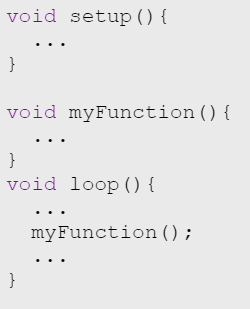 void setup(){
  ...
}

void myFunction(){
  ...
}
void loop(){
  ...
  myFunction();
  ...
}